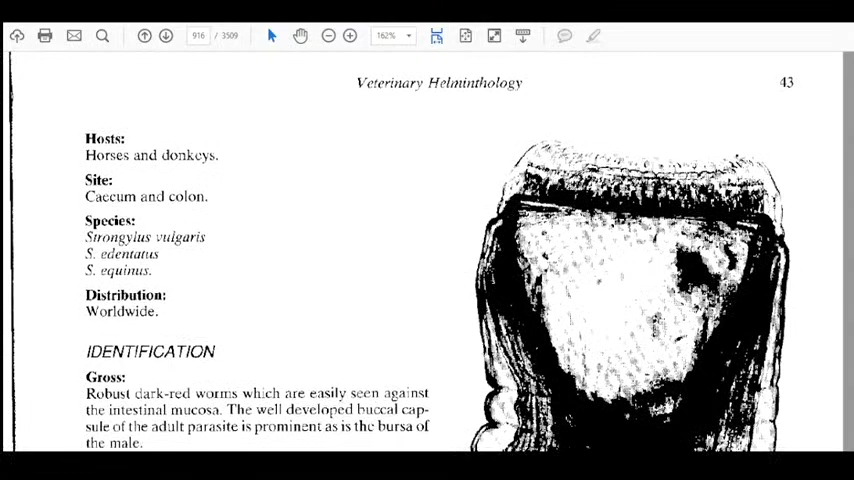 916 / 3509
162%
Veterinary Helminthology
43
Hosts:
Horses and donkeys.
Site:
Caecum and colon.
Species:
Strongylus vulgaris
S. edentatus
S. equinus.
Distribution:
Worldwide.
IDENTIFICATION
Gross:
Robust dark-red worms which are easily seen against
the intestinal mucosa. The well developed buccal cap-
sule of the adult parasite is prominent as is the bursa of
the male.